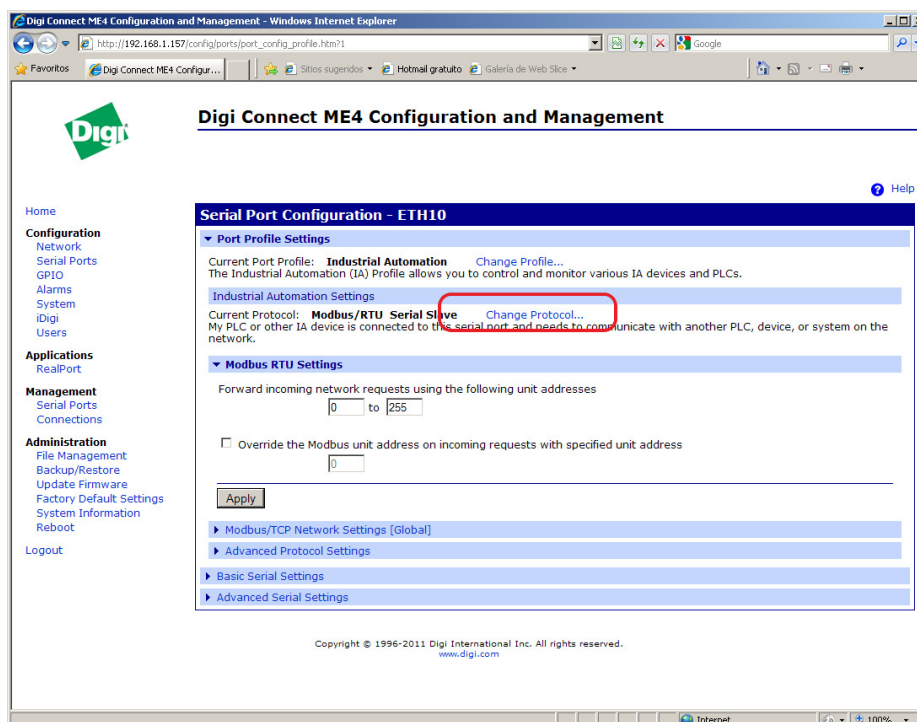 Digi Connect ME4 Configuration and Management - Windows Internet Explorer
http://192.168.1.157/config/ports/port_config_profile.htm?1
Google
Favoritos
Digi Connect ME4 Configur...
Sitios sugeridos
Hotmail gratuito
Galería de Web Slice
Digi
Digi Connect ME4 Configuration and Management
Help
Home
Configuration
Network
Serial Ports
GPIO
Alarms
System
iDigi
Users
Applications
RealPort
Management
Serial Ports
Connections
Administration
File Management
Backup/Restore
Update Firmware
Factory Default Settings
System Information
Reboot
Logout
Serial Port Configuration - ETH10
Port Profile Settings
Current Port Profile: Industrial Automation Change Profile...
The Industrial Automation (IA) Profile allows you to control and monitor various IA devices and PLCs.
Industrial Automation Settings
Current Protocol: Modbus/RTU Serial Slave Change Protocol...
My PLC or other IA device is connected to this serial port and needs to communicate with another PLC, device, or system on the
network.
Modbus RTU Settings
Forward incoming network requests using the following unit addresses
0 to 255
Override the Modbus unit address on incoming requests with specified unit address
0
Apply
Modbus/TCP Network Settings [Global]
Advanced Protocol Settings
Basic Serial Settings
Advanced Serial Settings
Copyright © 1996-2011 Digi International Inc. All rights reserved.
www.digi.com
Internet
100%